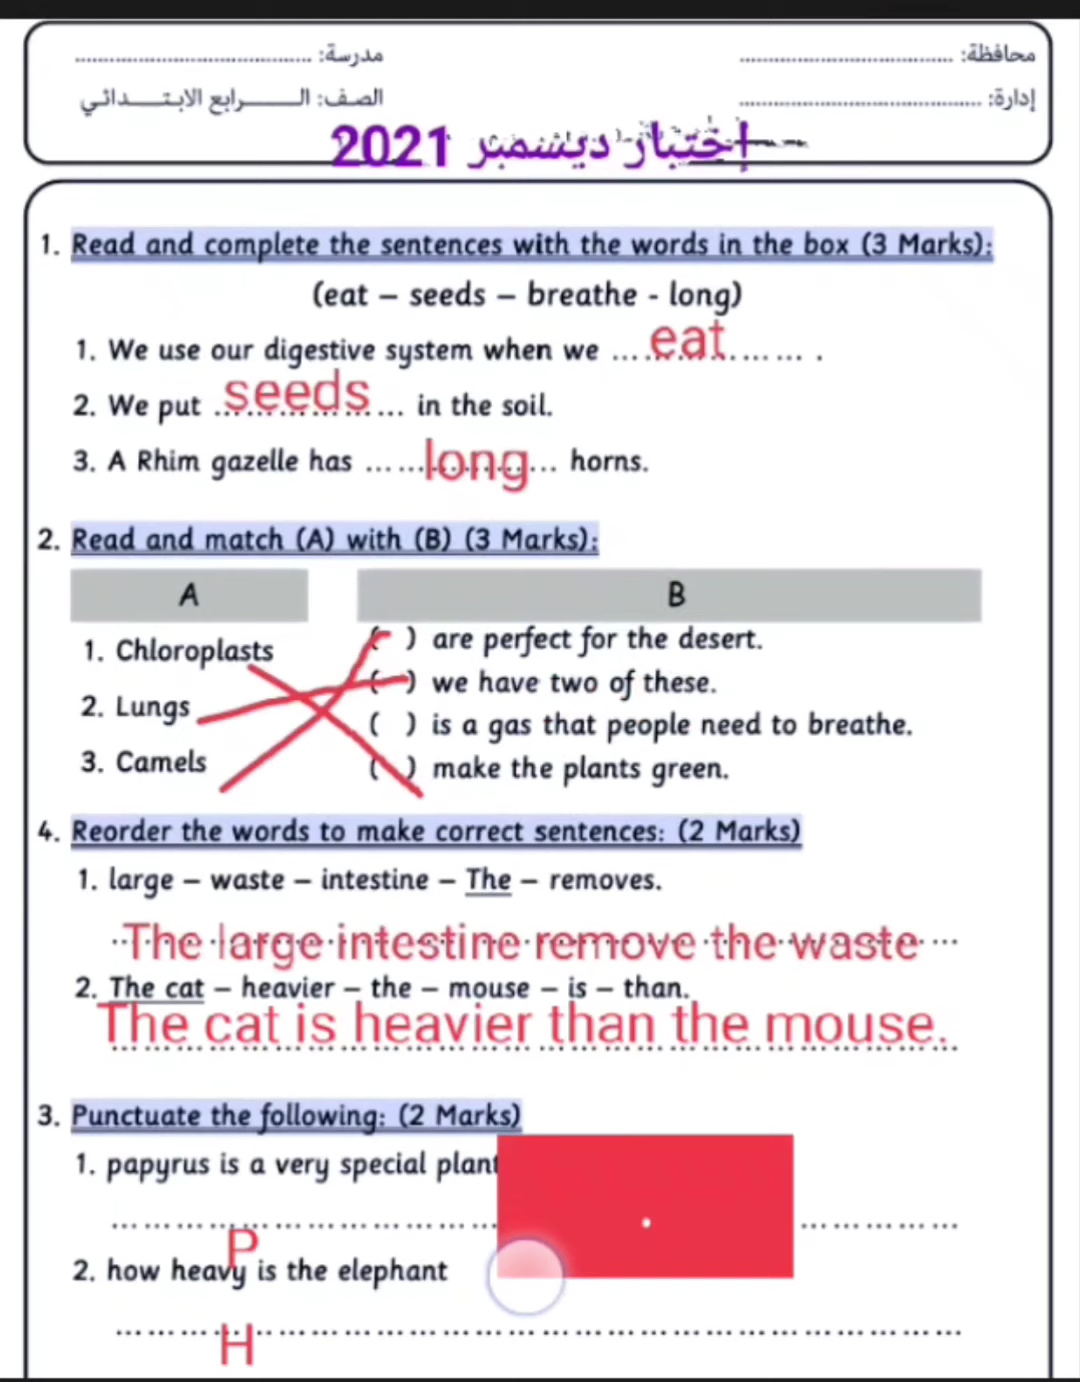 محافظة: ........................ مدرسة: ........................
إدارة: ........................ الصف: الرابع الابتدائي
إختبار ديسمبر 2021
1. Read and complete the sentences with the words in the box (3 Marks):
(eat – seeds – breathe - long)
1. We use our digestive system when we ... eat ... .
2. We put ... seeds ... in the soil.
3. A Rhim gazelle has ... long ... horns.
2. Read and match (A) with (B) (3 Marks):
A B
1. Chloroplasts ( ) are perfect for the desert.
2. Lungs ( ) we have two of these.
( ) is a gas that people need to breathe.
3. Camels ( ) make the plants green.
4. Reorder the words to make correct sentences: (2 Marks)
1. large – waste – intestine – The – removes.
The large intestine remove the waste
2. The cat – heavier – the – mouse – is – than.
The cat is heavier than the mouse.
3. Punctuate the following: (2 Marks)
1. papyrus is a very special plant
.
P
2. how heavy is the elephant
H